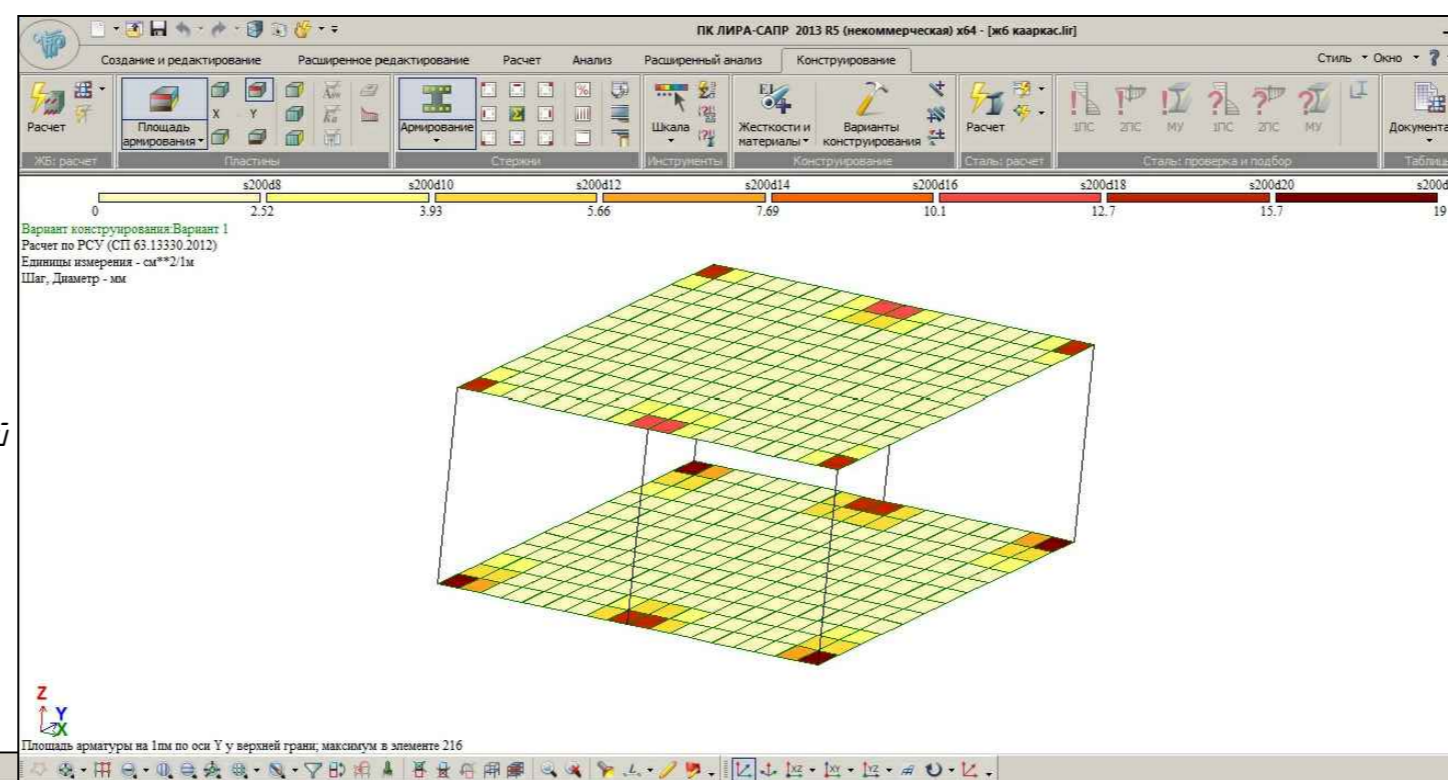 ПК ЛИРА-САПР 2013 R5 (некоммерческая) x64 - [жб кааркас.lir]
Создание и редактирование Расширенное редактирование Расчет Анализ Расширенный анализ Конструирование Стиль Окно ?
Расчет Площадь армирования X Y Армирование Шкала Жесткости и материалы Варианты конструирования Расчет 1ПС 2ПС МУ 1ПС 2ПС МУ Документа
ЖБ: расчет Пластины Стержни Инструменты Конструирование Сталь: расчет Сталь: проверка и подбор Таблиц
s200d8 s200d10 s200d12 s200d14 s200d16 s200d18 s200d20 s200d
0 2.52 3.93 5.66 7.69 10.1 12.7 15.7 19
Вариант конструирования:Вариант 1
Расчет по РСУ (СП 63.13330.2012)
Единицы измерения - см**2/1м
Шаг, Диаметр - мм
Z
Y
X
Площадь арматуры на 1пм по оси Y у верхней грани; максимум в элементе 216